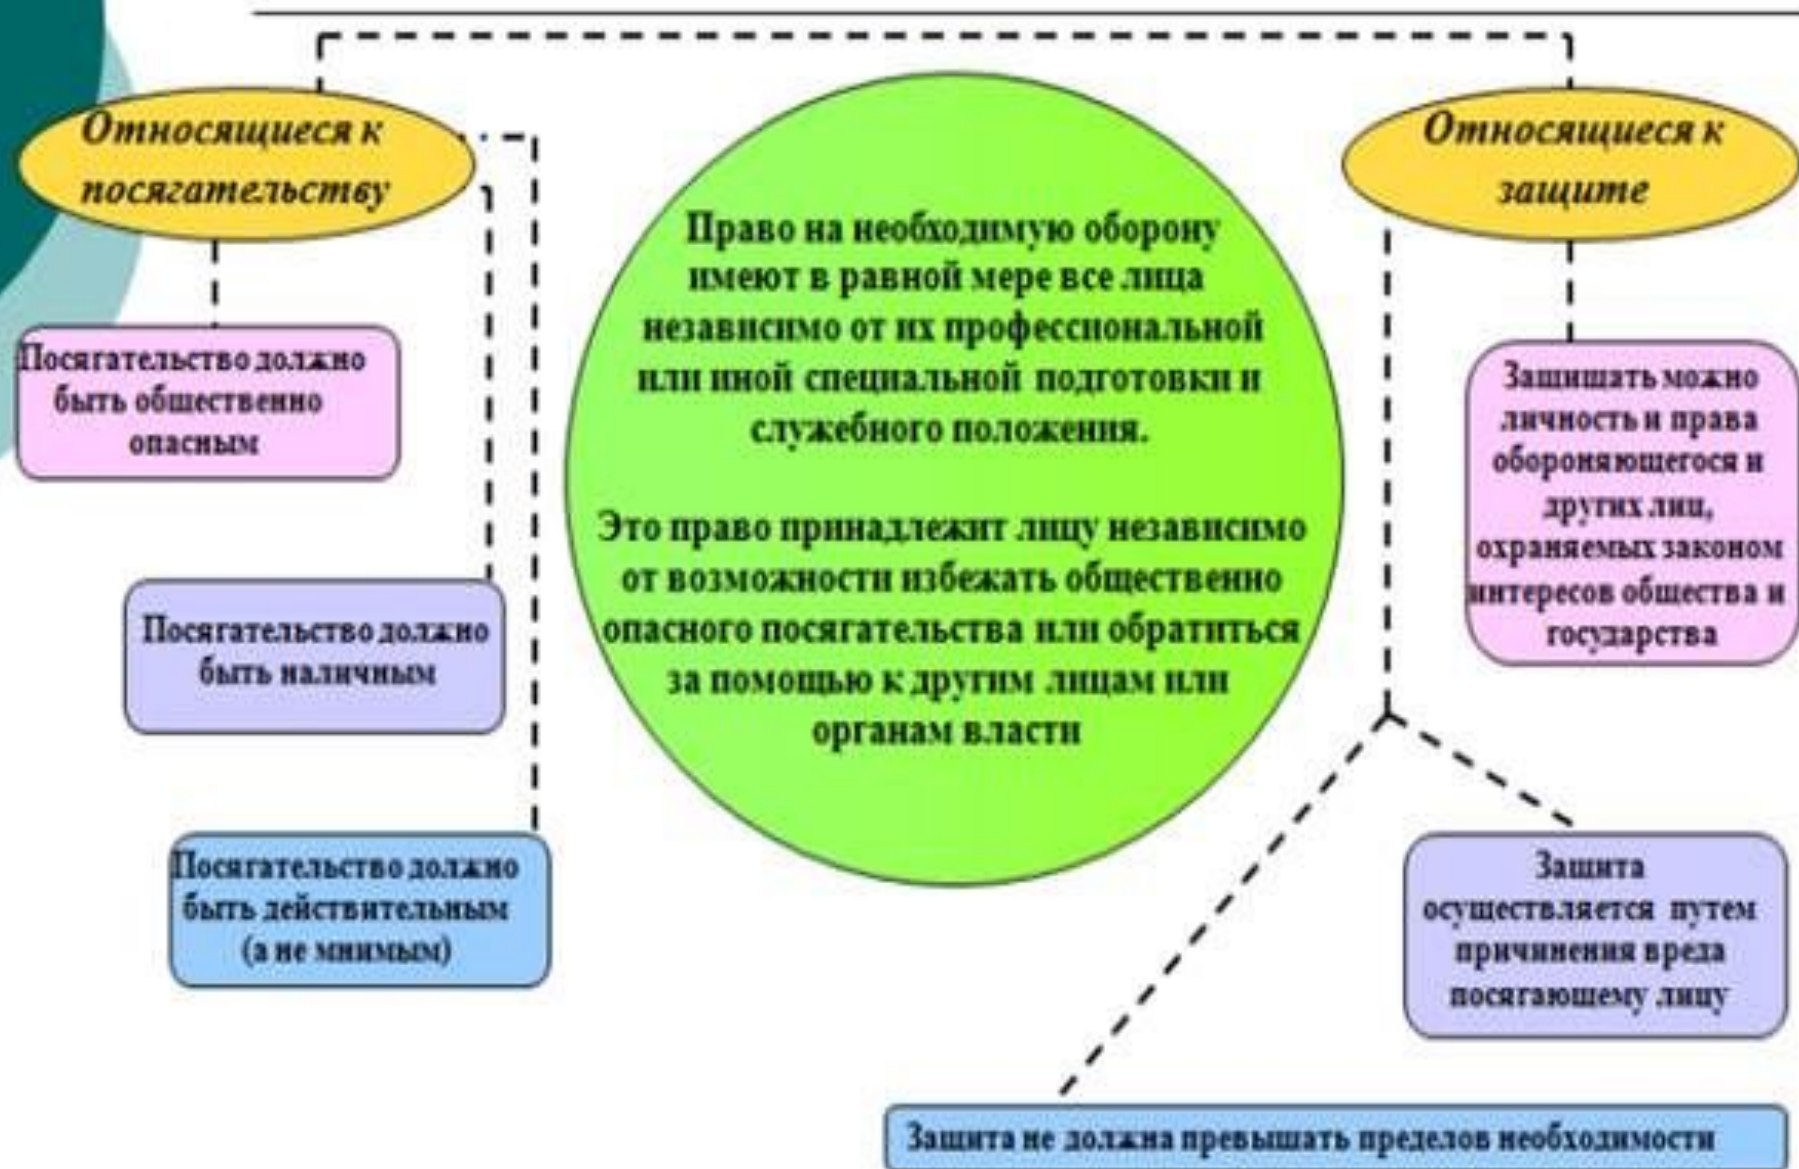 Относящиеся к
посягательству
Посягательство должно
быть общественно
опасным
Посягательство должно
быть наличным
Посягательство должно
быть действительным
(а не мнимым)
Право на необходимую оборону
имеют в равной мере все лица
независимо от их профессиональной
или иной специальной подготовки и
служебного положения.
Это право принадлежит лицу независимо
от возможности избежать общественно
опасного посягательства или обратиться
за помощью к другим лицам или
органам власти
Относящиеся к
защите
Защищать можно
личность и права
обороняющегося и
других лиц,
охраняемых законом
интересов общества и
государства
Защита
осуществляется путем
причинения вреда
посягающему лицу
Защита не должна превышать пределов необходимости